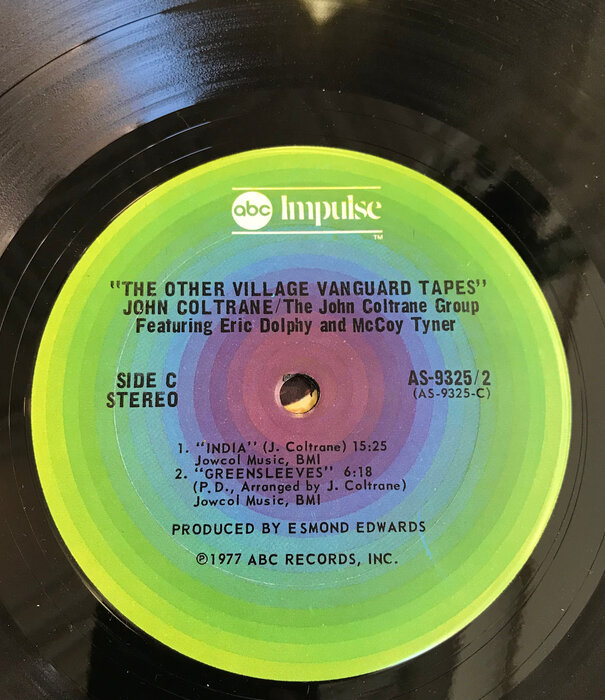 abc Impulse
TM
"THE OTHER VILLAGE VANGUARD TAPES"
JOHN COLTRANE/The John Coltrane Group
Featuring Eric Dolphy and McCoy Tyner
SIDE C
STEREO
AS-9325/2
(AS-9325-C)
1. "INDIA" (J. Coltrane) 15:25
Jowcol Music, BMI
2. "GREENSLEEVES" 6:18
(P.D., Arranged by J. Coltrane)
Jowcol Music, BMI
PRODUCED BY ESMOND EDWARDS
℗1977 ABC RECORDS, INC.